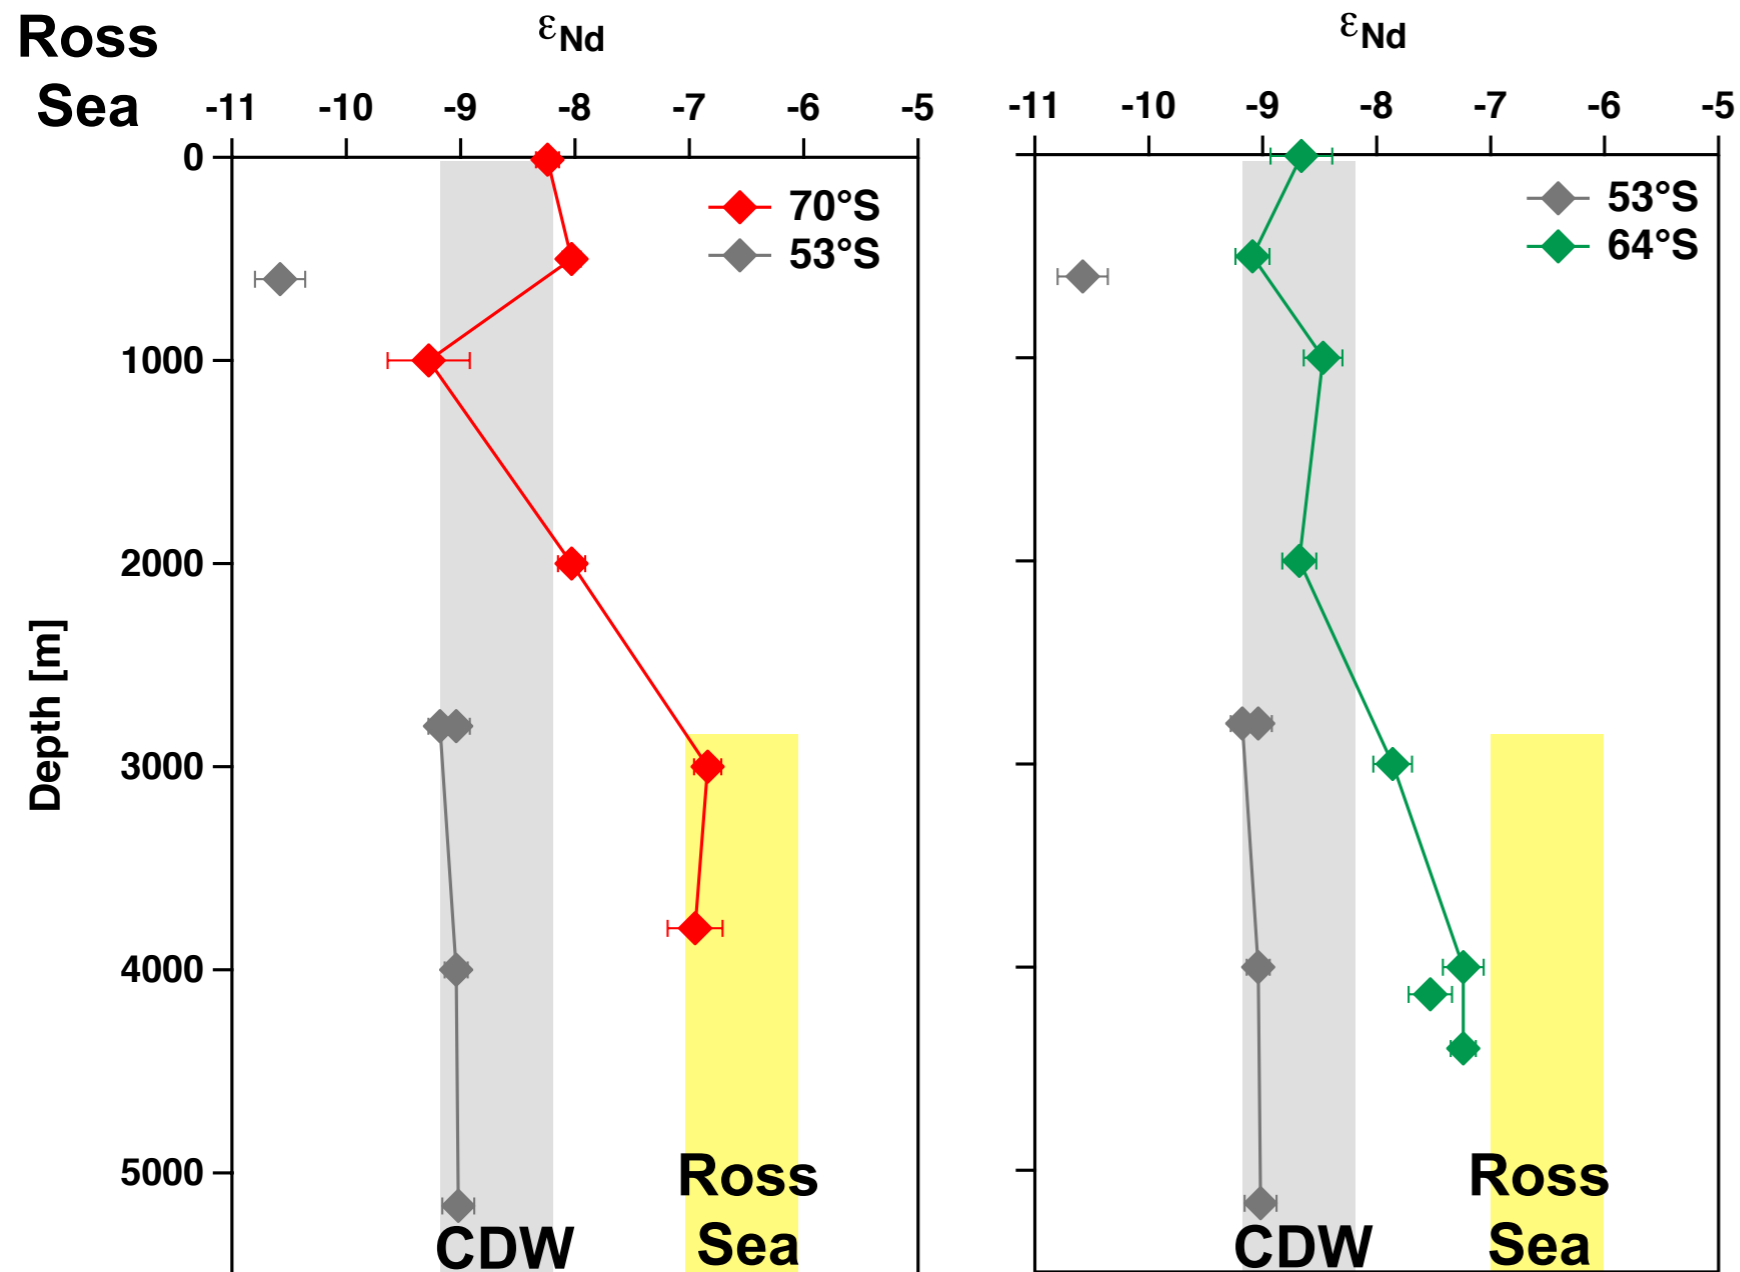 Ross
Sea
εNd
-11 -10 -9 -8 -7 -6 -5
0
1000
2000
3000
4000
5000
Depth [m]
70°S
53°S
CDW
Ross
Sea
εNd
-11 -10 -9 -8 -7 -6 -5
53°S
64°S
CDW
Ross
Sea